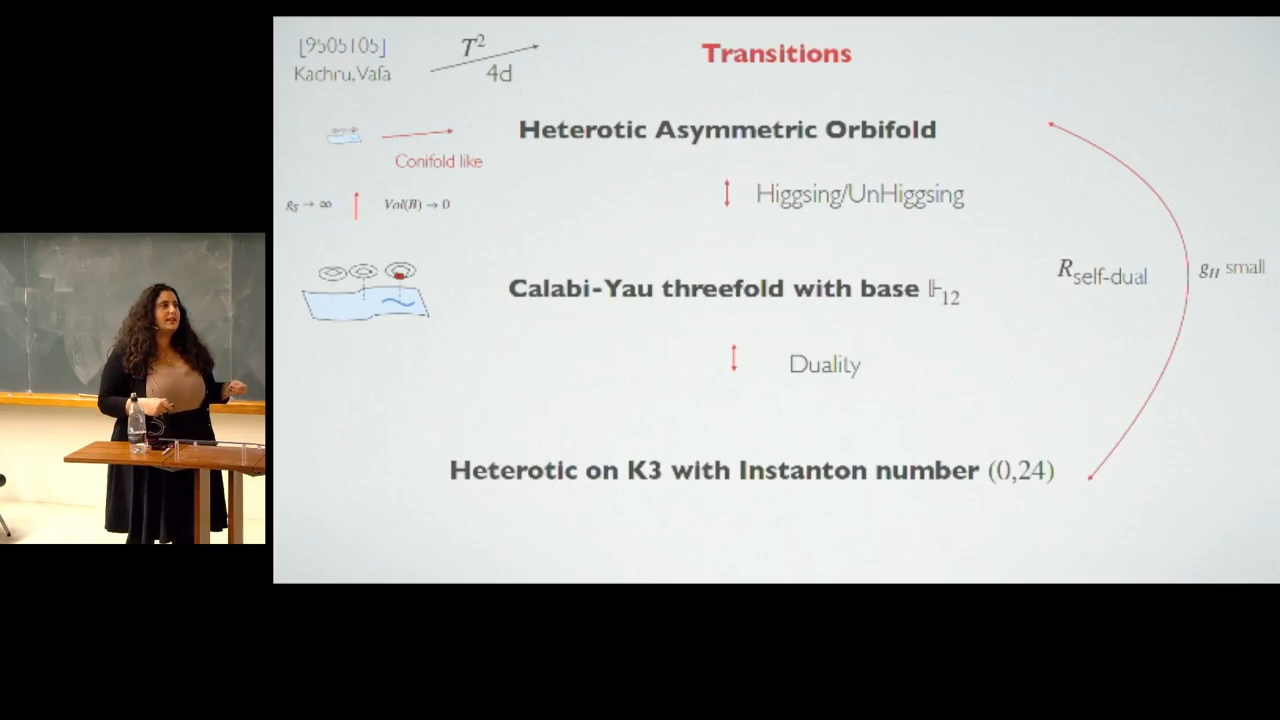 [9505105]
Kachru, Vafa
T²
4d
Transitions
Heterotic Asymmetric Orbifold
Conifold like
Higgsing/UnHiggsing
g_S → ∞
Vol(B) → 0
Calabi-Yau threefold with base 𝔽₁₂
R_self-dual
g_H small
Duality
Heterotic on K3 with Instanton number (0,24)